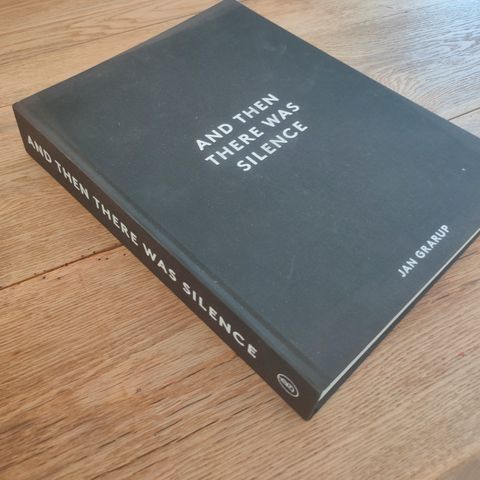 AND THEN
THERE WAS
SILENCE
JAN GRARUP
AND THEN THERE WAS SILENCE